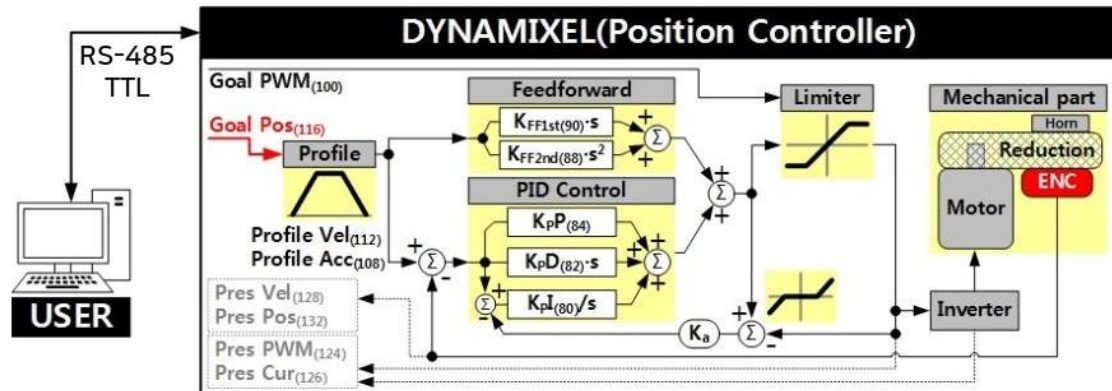 DYNAMIXEL(Position Controller)
RS-485
TTL
USER
Goal PWM(100)
Goal Pos(116)
Profile
Profile Vel(112)
Profile Acc(108)
Feedforward
KFF1st(90)·s
KFF2nd(88)·s²
PID Control
KPP(84)
KPD(82)·s
KPI(80)/s
Ka
Limiter
Mechanical part
Horn
Reduction
ENC
Motor
Inverter
Pres Vel(128)
Pres Pos(132)
Pres PWM(124)
Pres Cur(126)
+
+
Σ
+
+
Σ
+
-
Σ
+
+
+
Σ
+
-
Σ
+
-
Σ